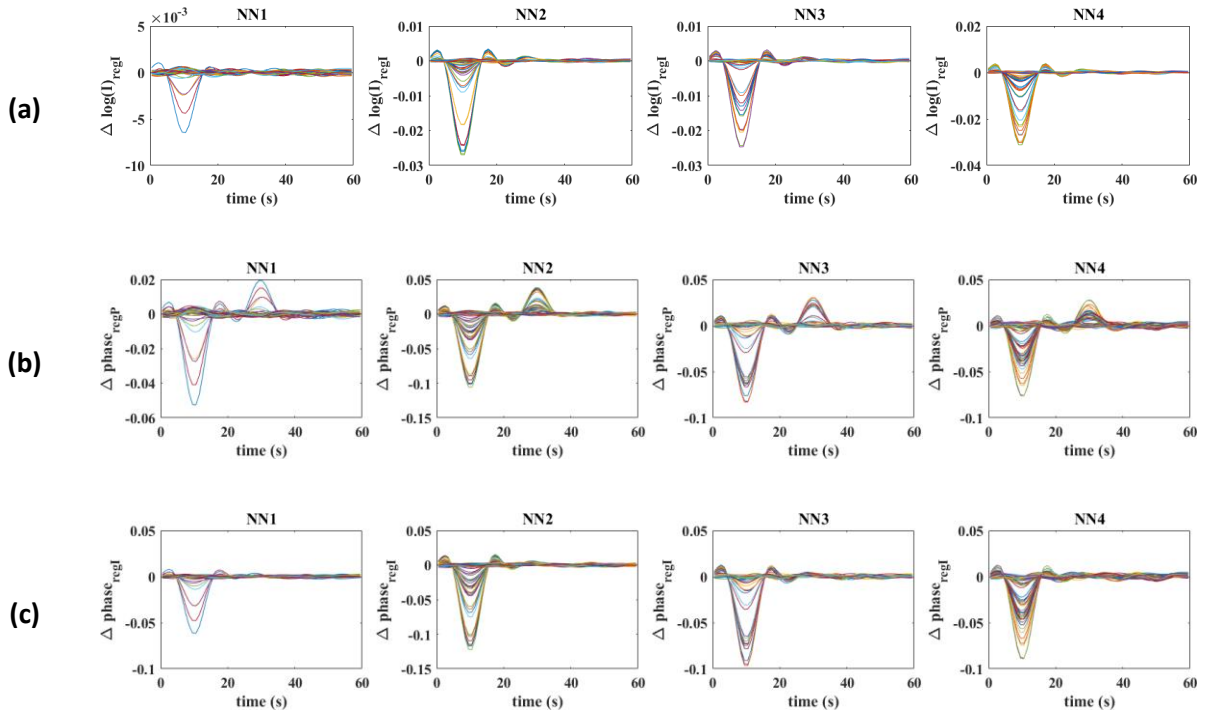 (a)
×10⁻³ NN1 NN2 NN3 NN4
△ log(I)regI
5
0
-5
-10
0 20 40 60
time (s)
△ log(I)regI
0.01
0
-0.01
-0.02
-0.03
0 20 40 60
time (s)
△ log(I)regI
0.01
0
-0.01
-0.02
-0.03
0 20 40 60
time (s)
△ log(I)regI
0.02
0
-0.02
-0.04
0 20 40 60
time (s)
(b)
NN1 NN2 NN3 NN4
△ phaseregP
0.02
0
-0.02
-0.04
-0.06
0 20 40 60
time (s)
△ phaseregP
0.05
0
-0.05
-0.1
-0.15
0 20 40 60
time (s)
△ phaseregP
0.05
0
-0.05
-0.1
0 20 40 60
time (s)
△ phaseregP
0.05
0
-0.05
-0.1
0 20 40 60
time (s)
(c)
NN1 NN2 NN3 NN4
△ phaseregI
0.05
0
-0.05
-0.1
0 20 40 60
time (s)
△ phaseregI
0.05
0
-0.05
-0.1
-0.15
0 20 40 60
time (s)
△ phaseregI
0.05
0
-0.05
-0.1
0 20 40 60
time (s)
△ phaseregI
0.05
0
-0.05
-0.1
0 20 40 60
time (s)